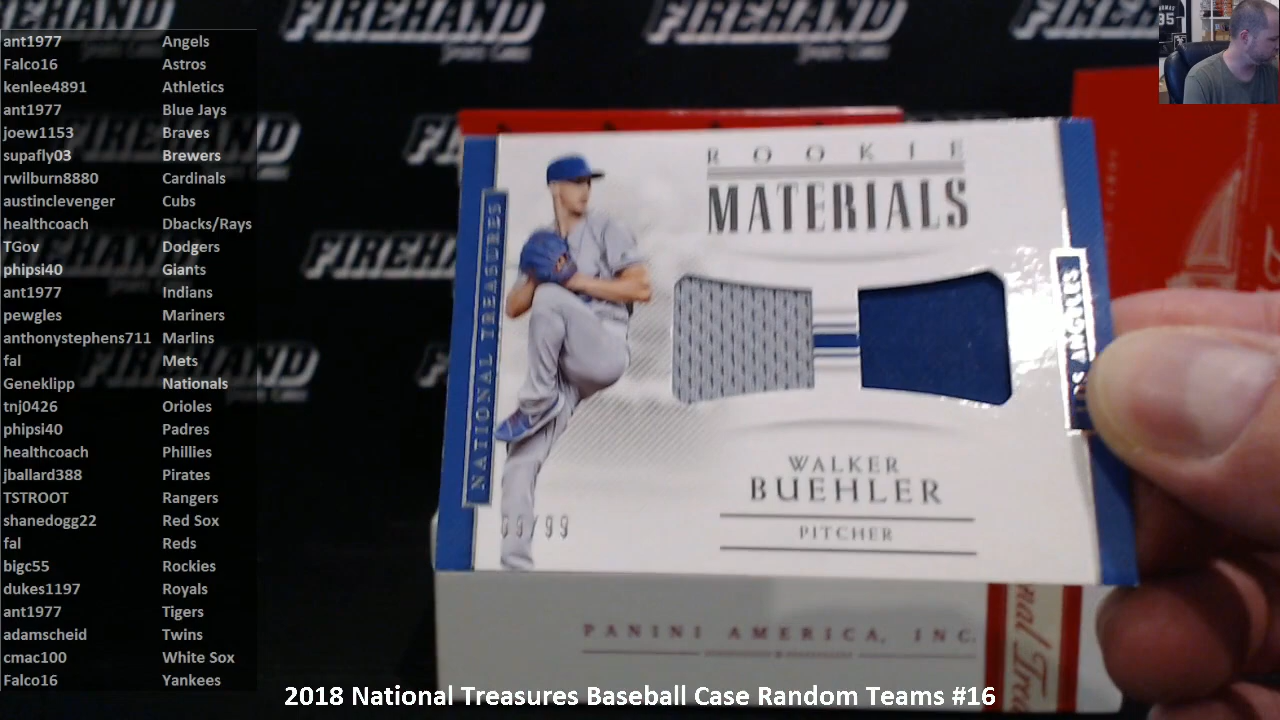 FIREHAND
FIREHAND
FIREHAND
ant1977 Angels
Falco16 Astros
kenlee4891 Athletics
ant1977 Blue Jays
joew1153 Braves
supafly03 Brewers
rwilburn8880 Cardinals
austinclevenger Cubs
healthcoach Dbacks/Rays
TGov Dodgers
phipsi40 Giants
ant1977 Indians
pewgles Mariners
anthonystephens711 Marlins
fal Mets
Geneklipp Nationals
tnj0426 Orioles
phipsi40 Padres
healthcoach Phillies
jballard388 Pirates
TSTROOT Rangers
shanedogg22 Red Sox
fal Reds
bigc55 Rockies
dukes1197 Royals
ant1977 Tigers
adamscheid Twins
cmac100 White Sox
Falco16 Yankees
ROOKIE
MATERIALS
NATIONAL TREASURES
LOS ANGELES
WALKER
BUEHLER
PITCHER
PANINI AMERICA, INC.
2018 National Treasures Baseball Case Random Teams #16